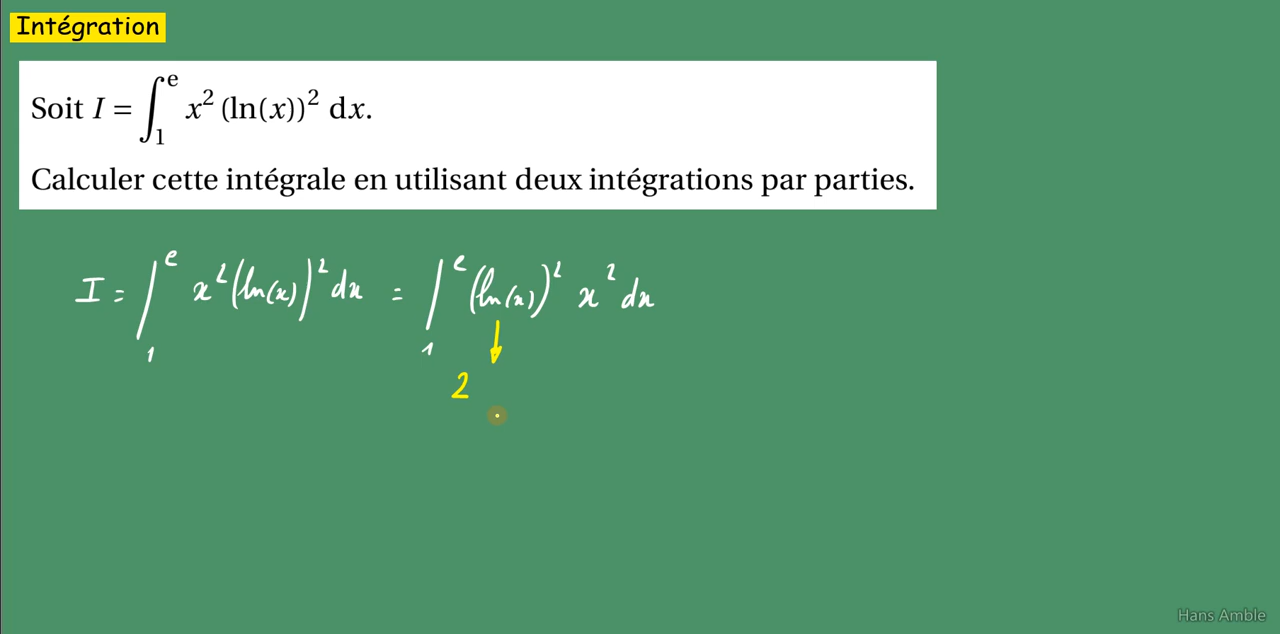 Intégration
Soit I = ∫₁ᵉ x² (ln(x))² dx.
Calculer cette intégrale en utilisant deux intégrations par parties.
I = ∫₁ᵉ x² (ln(x))² dx = ∫₁ᵉ (ln(x))² x² dx
2
Hans Amble